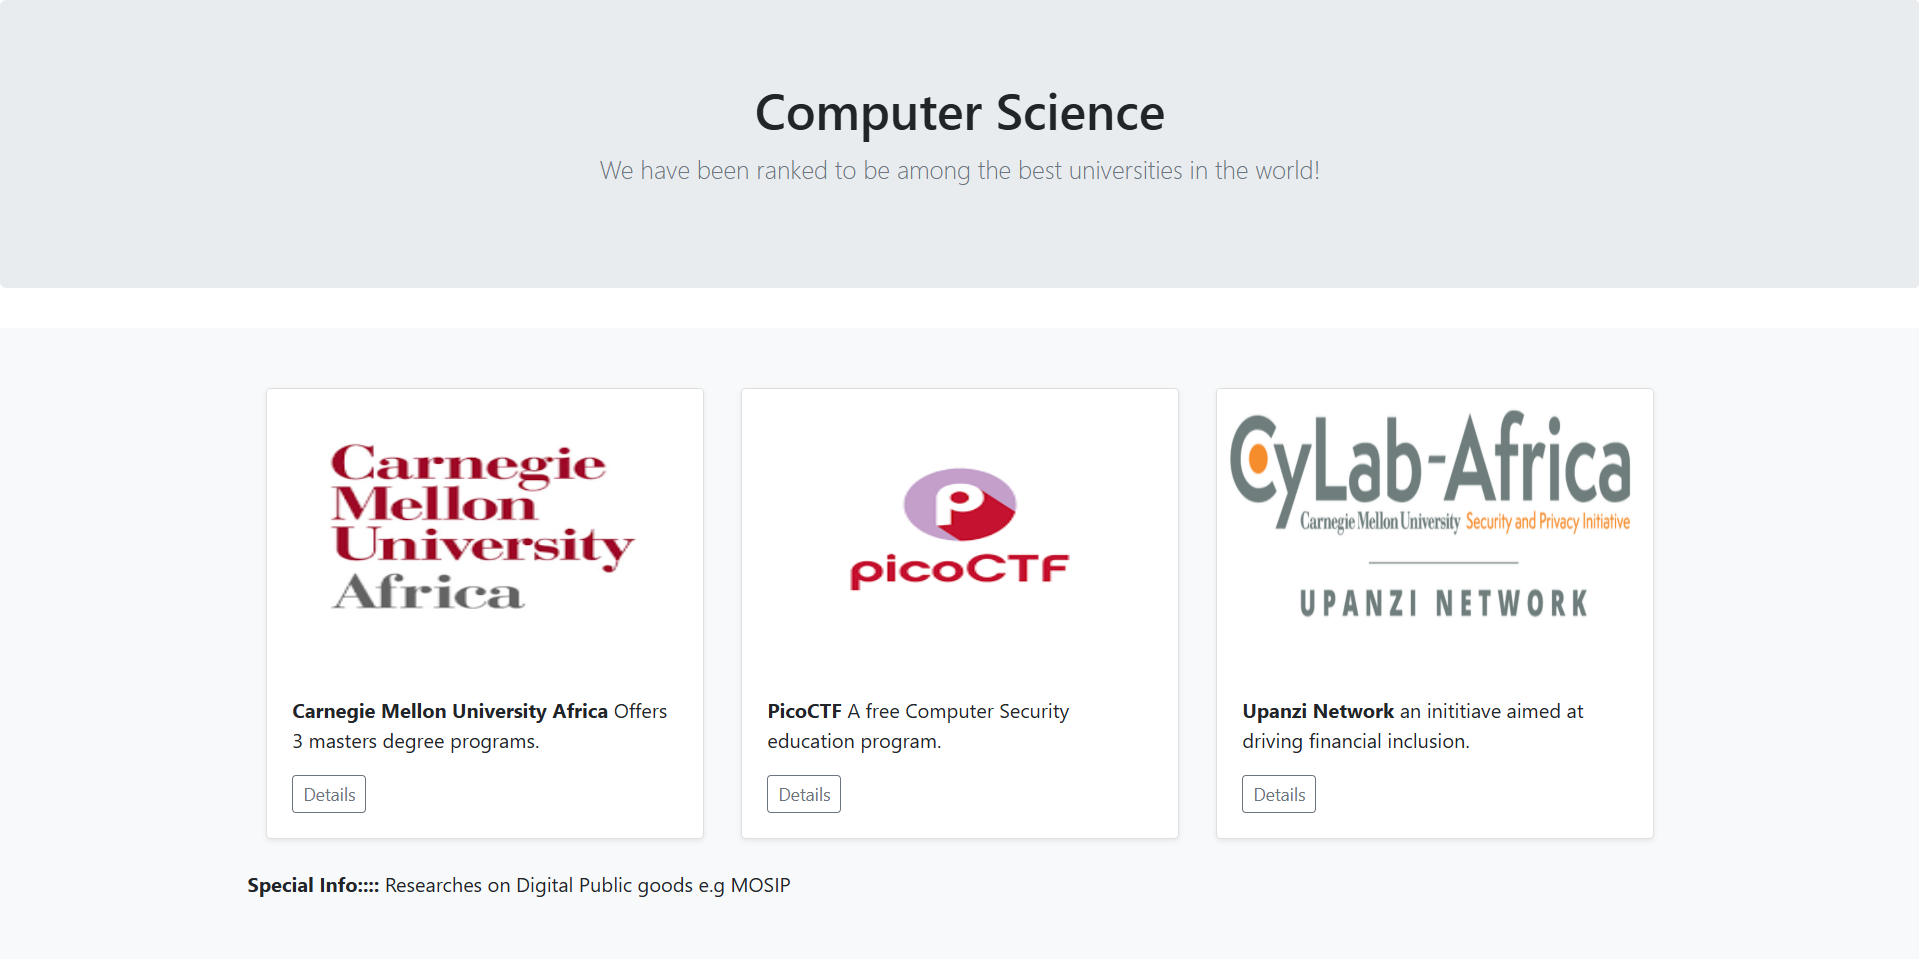 Computer Science
We have been ranked to be among the best universities in the world!
Carnegie
Mellon
University
Africa
Carnegie Mellon University Africa Offers
3 masters degree programs.
Details
P
picoCTF
PicoCTF A free Computer Security
education program.
Details
CyLab-Africa
Carnegie Mellon University Security and Privacy Initiative
UPANZI NETWORK
Upanzi Network an inititiave aimed at
driving financial inclusion.
Details
Special Info:::: Researches on Digital Public goods e.g MOSIP